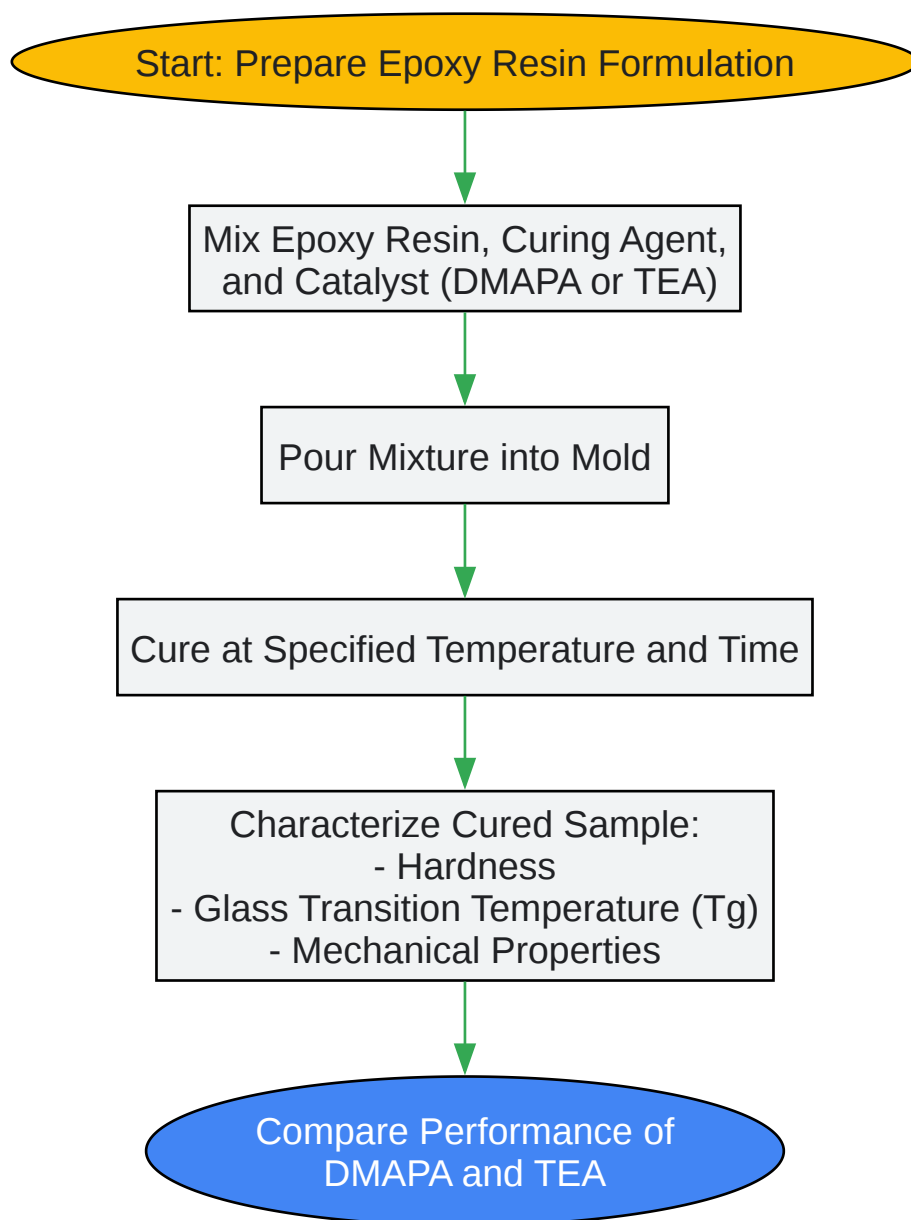 Start: Prepare Epoxy Resin Formulation
Mix Epoxy Resin, Curing Agent,
and Catalyst (DMAPA or TEA)
Pour Mixture into Mold
Cure at Specified Temperature and Time
Characterize Cured Sample:
- Hardness
- Glass Transition Temperature (Tg)
- Mechanical Properties
Compare Performance of
DMAPA and TEA